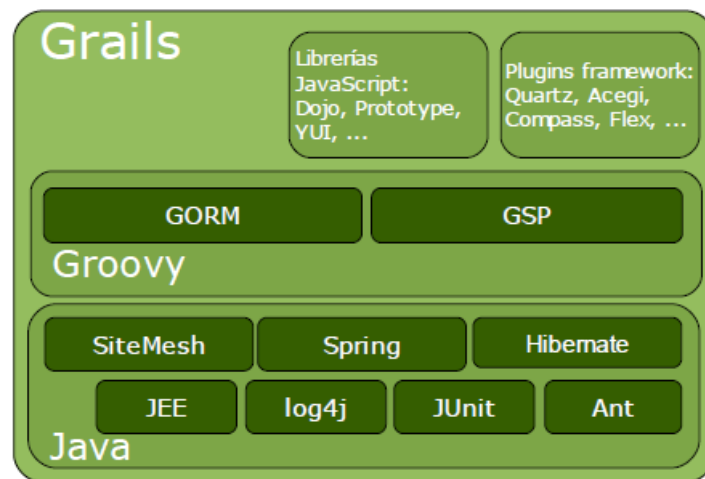 Grails
Librerías
JavaScript:
Dojo, Prototype,
YUI, ...
Plugins framework:
Quartz, Acegi,
Compass, Flex, ...
GORM
GSP
Groovy
SiteMesh
Spring
Hibernate
JEE
log4j
JUnit
Ant
Java